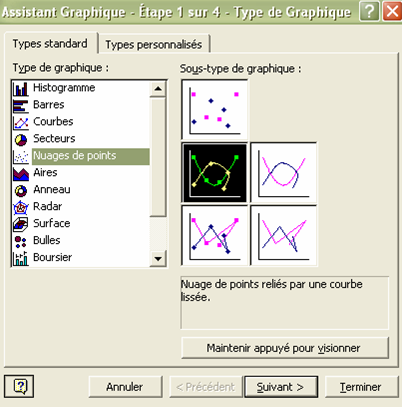 Assistant Graphique - Étape 1 sur 4 - Type de Graphique
Types standard
Types personnalisés
Type de graphique :
Histogramme
Barres
Courbes
Secteurs
Nuages de points
Aires
Anneau
Radar
Surface
Bulles
Boursier
Sous-type de graphique :
Nuage de points reliés par une courbe
lissée.
Maintenir appuyé pour visionner
?
Annuler
< Précédent
Suivant >
Terminer